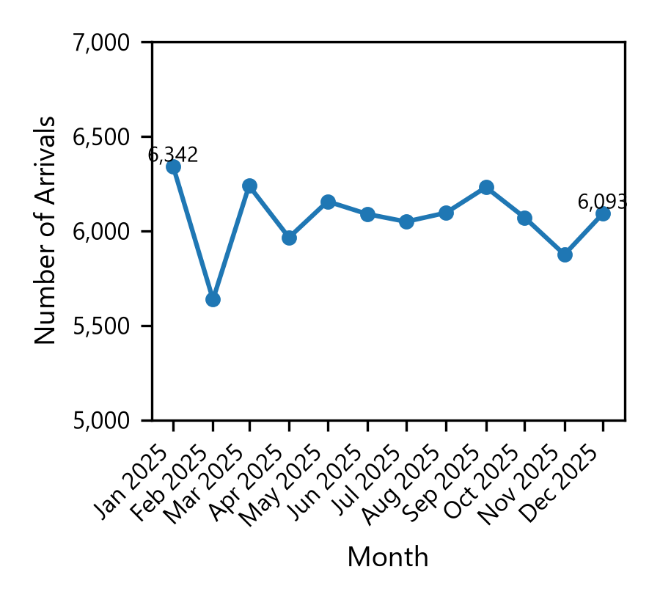 7,000
6,500
6,000
5,500
5,000
Number of Arrivals
6,342
6,093
Jan 2025
Feb 2025
Mar 2025
Apr 2025
May 2025
Jun 2025
Jul 2025
Aug 2025
Sep 2025
Oct 2025
Nov 2025
Dec 2025
Month